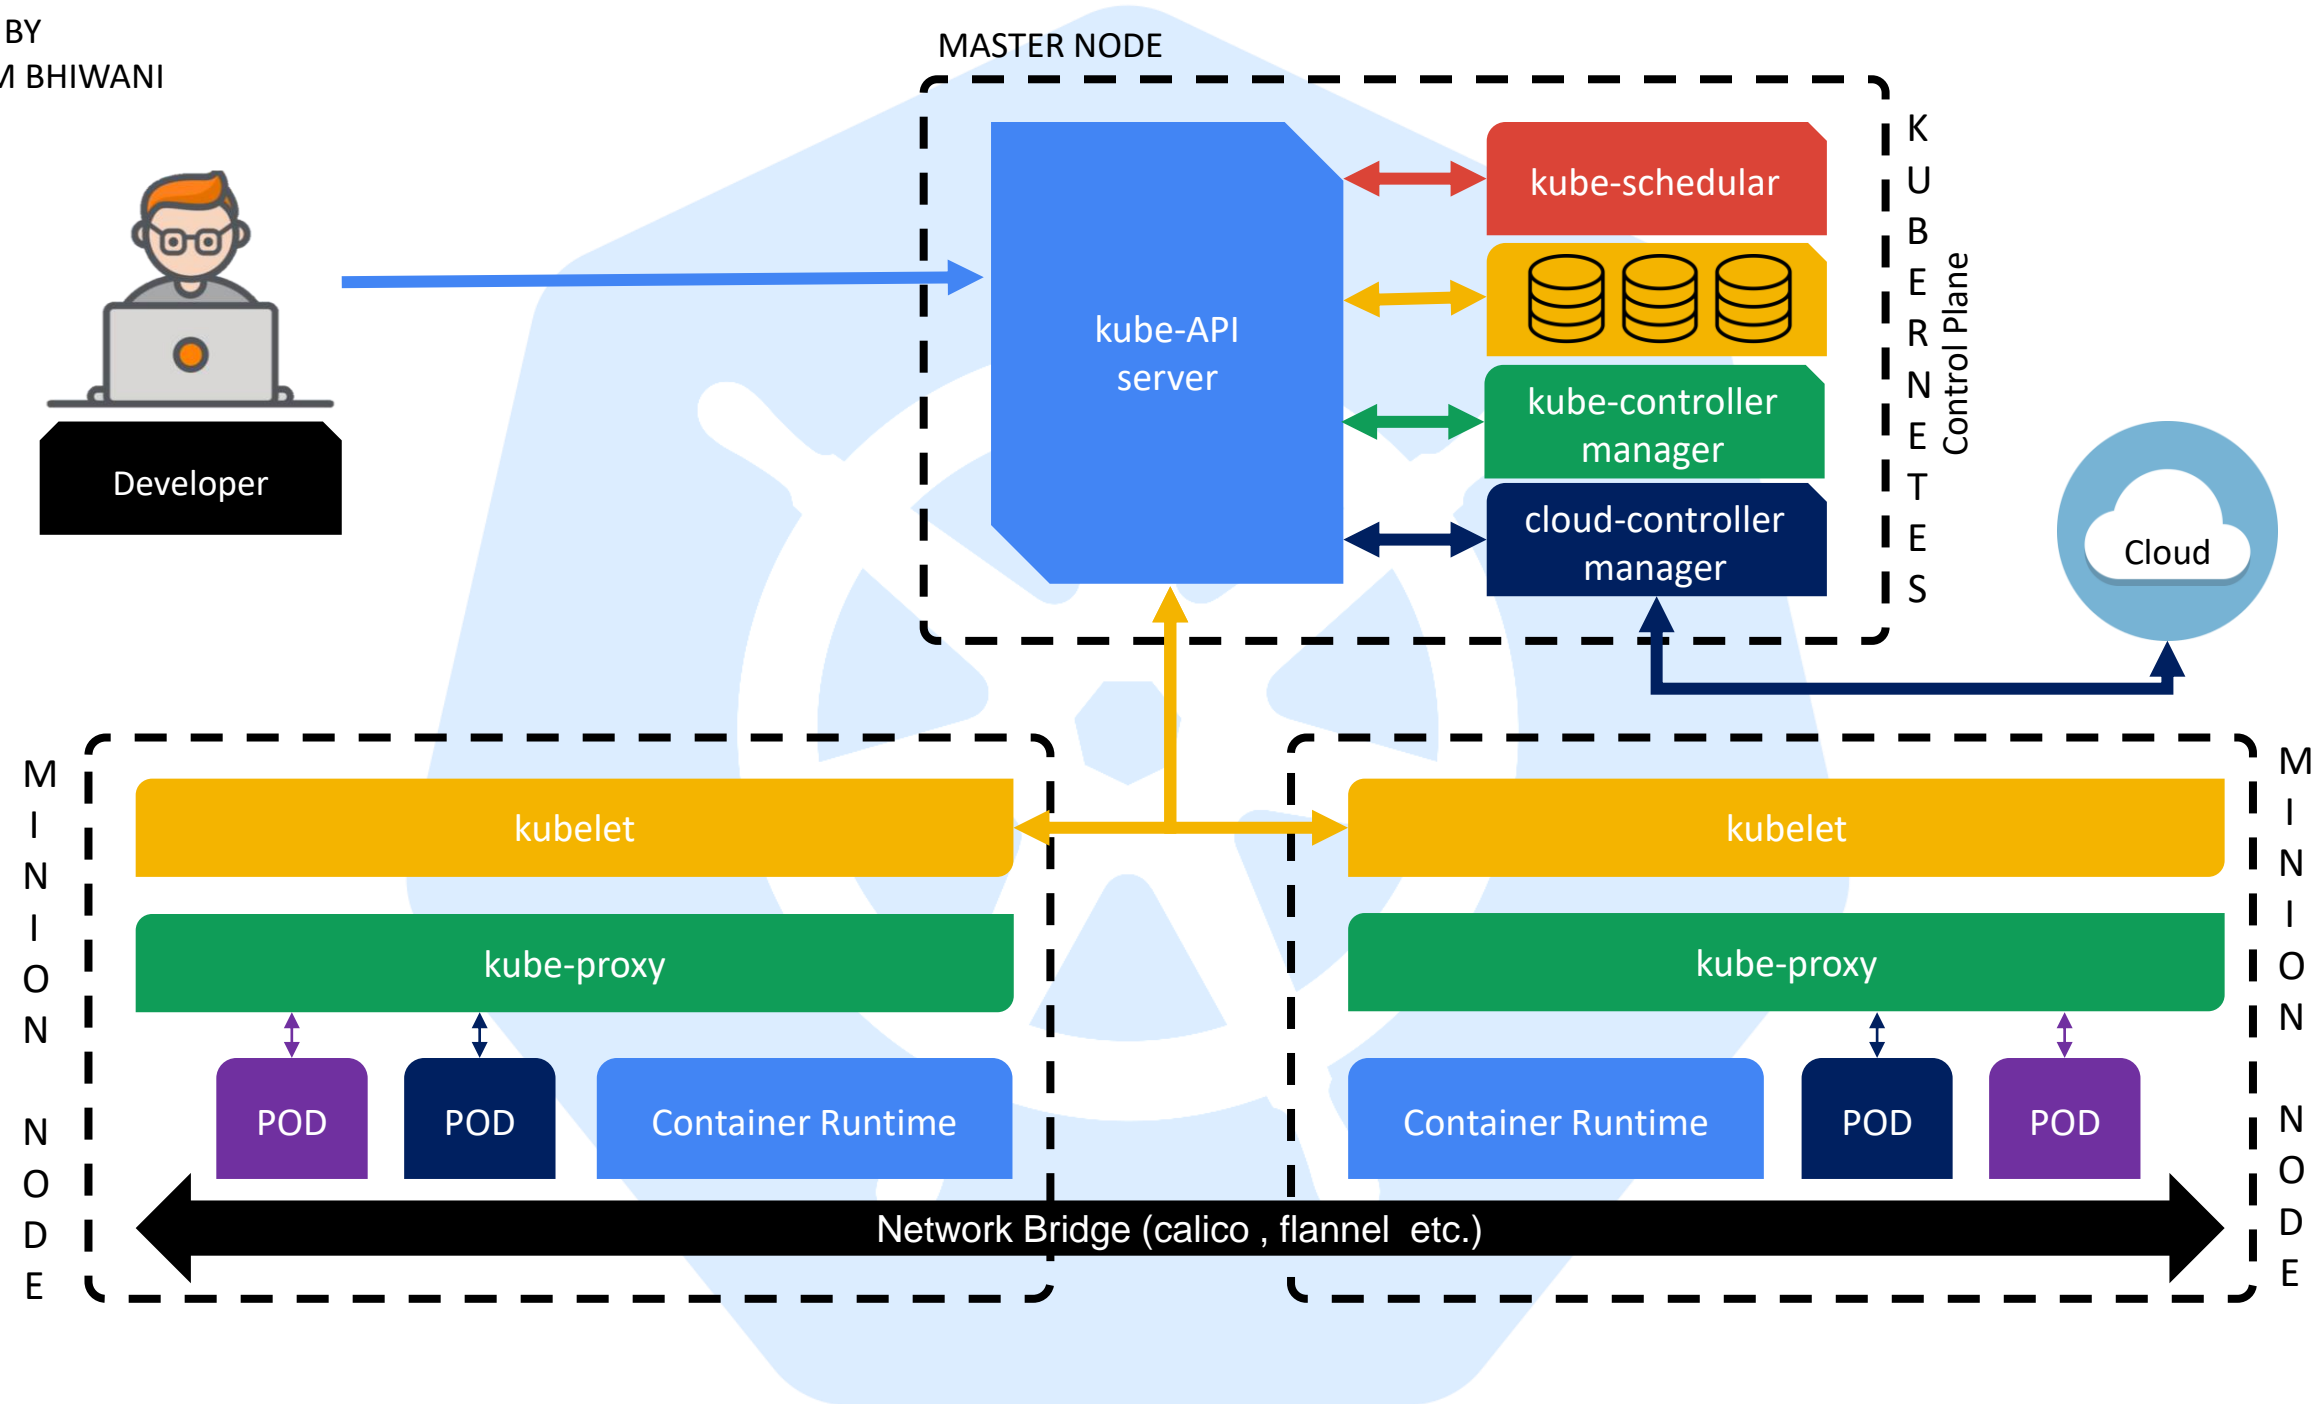 BY
BHIWANI
MASTER NODE
kube-API
server
kube-schedular
kube-controller
manager
cloud-controller
manager
KUBERNETES
Control Plane
Developer
Cloud
MINION NODE
kubelet
kube-proxy
POD
POD
Container Runtime
kubelet
kube-proxy
Container Runtime
POD
POD
MINION NODE
Network Bridge (calico , flannel etc.)